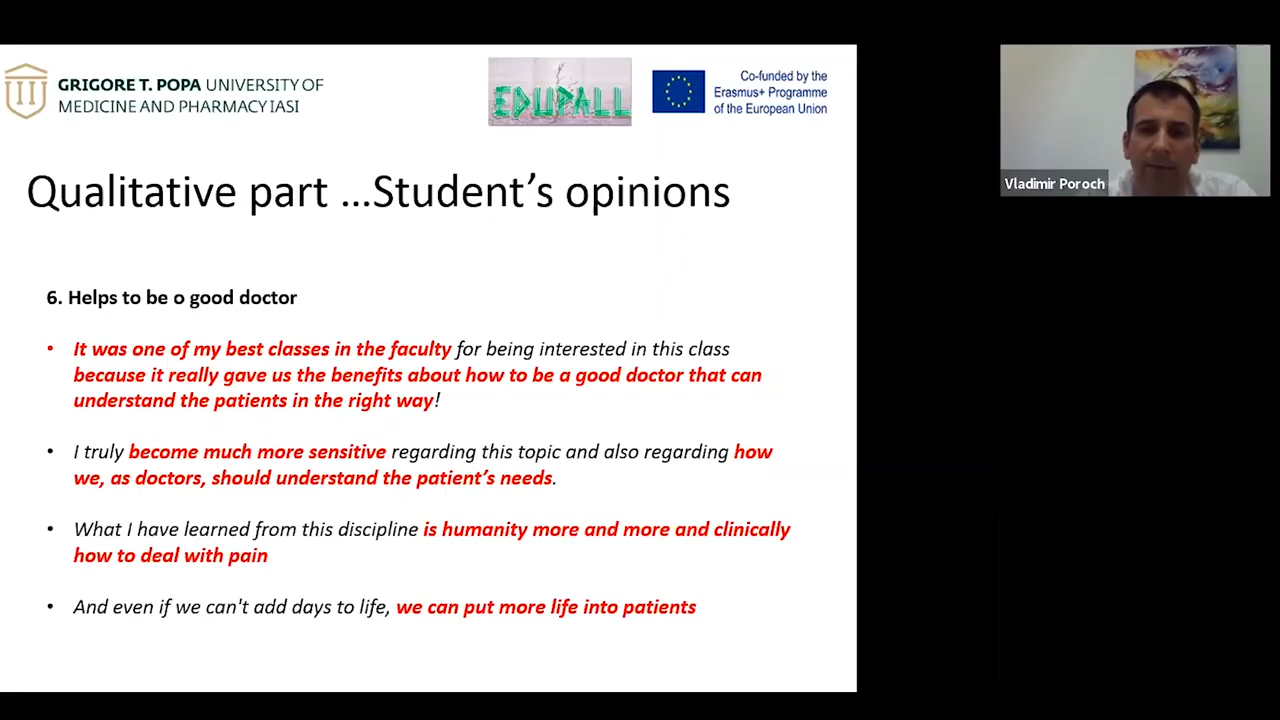 GRIGORE T. POPA UNIVERSITY OF
MEDICINE AND PHARMACY IASI
EDUPALL
Co-funded by the
Erasmus+ Programme
of the European Union
Vladimir Poroch
Qualitative part ...Student’s opinions
6. Helps to be o good doctor
• It was one of my best classes in the faculty for being interested in this class
because it really gave us the benefits about how to be a good doctor that can
understand the patients in the right way!
• I truly become much more sensitive regarding this topic and also regarding how
we, as doctors, should understand the patient’s needs.
• What I have learned from this discipline is humanity more and more and clinically
how to deal with pain
• And even if we can't add days to life, we can put more life into patients